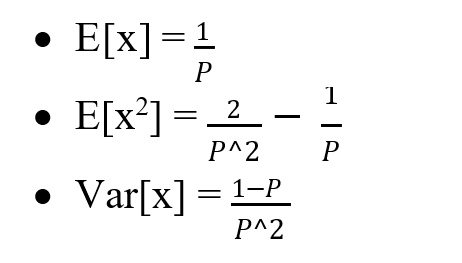 • E[x] = 1/P
• E[x²] = 2/P^2 − 1/P
• Var[x] = 1−P/P^2